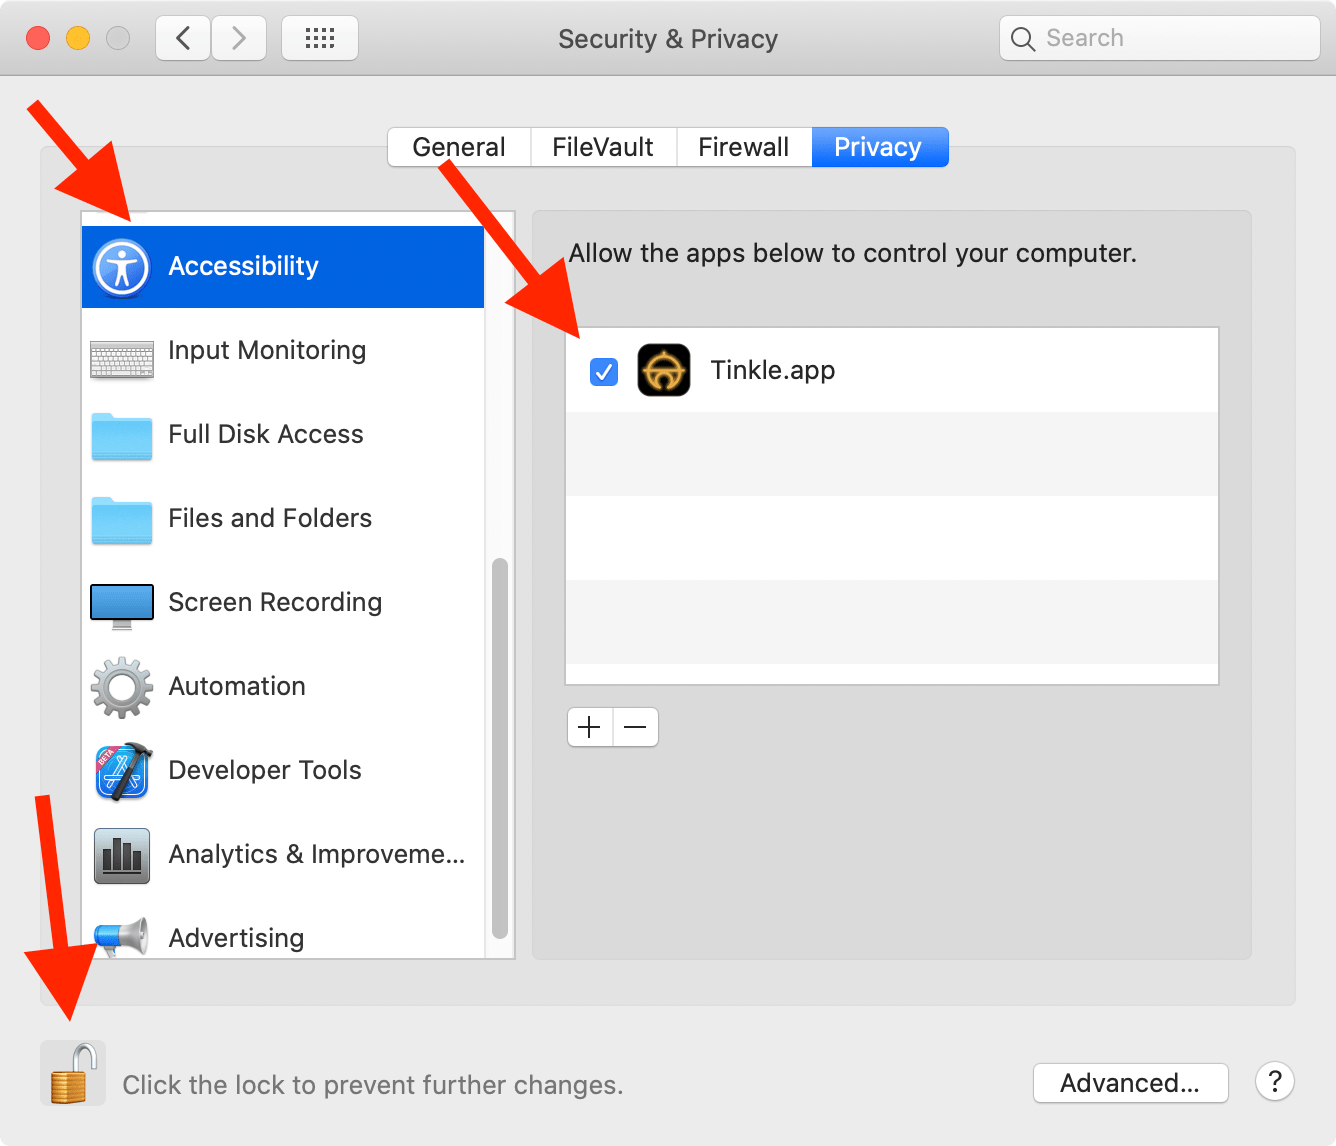 Security & Privacy
Search
General
FileVault
Firewall
Privacy
Accessibility
Input Monitoring
Full Disk Access
Files and Folders
Screen Recording
Automation
BETA
Developer Tools
Analytics & Improveme...
Advertising
Allow the apps below to control your computer.
Tinkle.app
Click the lock to prevent further changes.
Advanced...
?